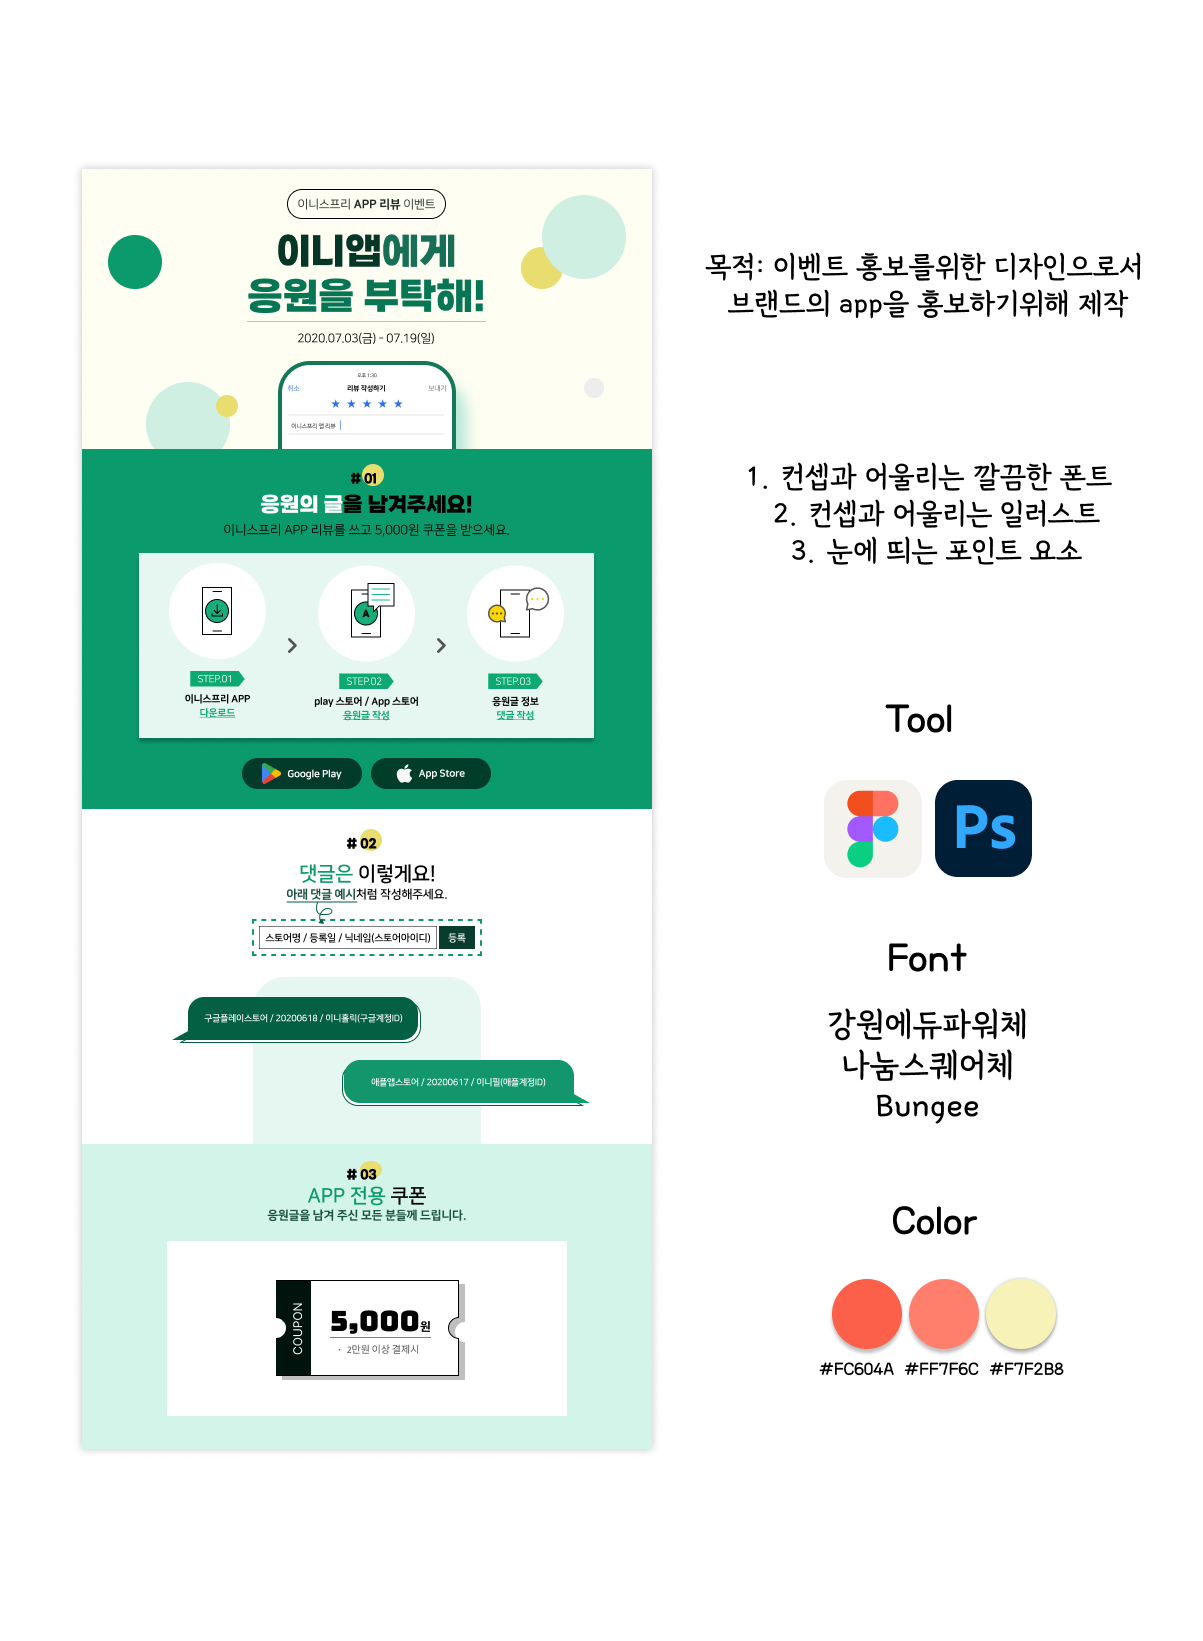 이니스프리 APP 리뷰 이벤트
이니앱에게
응원을 부탁해!
2020.07.03(금) - 07.19(일)
오후 1:30
취소 리뷰 작성하기 보내기
★ ★ ★ ★ ★
이니스프리 앱 리뷰
# 01
응원의 글을 남겨주세요!
이니스프리 APP 리뷰를 쓰고 5,000원 쿠폰을 받으세요.
A
STEP.01
이니스프리 APP
다운로드
STEP.02
play 스토어 / App 스토어
응원글 작성
STEP.03
응원글 정보
댓글 작성
Google Play
App Store
# 02
댓글은 이렇게요!
아래 댓글 예시처럼 작성해주세요.
스토어명 / 등록일 / 닉네임(스토어아이디) 등록
구글플레이스토어 / 20200618 / 이니홀릭(구글계정ID)
애플앱스토어 / 20200617 / 이니필(애플계정ID)
# 03
APP 전용 쿠폰
응원글을 남겨 주신 모든 분들께 드립니다.
COUPON
5,000원
· 2만원 이상 결제시
목적: 이벤트 홍보를위한 디자인으로서
브랜드의 app을 홍보하기위해 제작
1. 컨셉과 어울리는 깔끔한 폰트
2. 컨셉과 어울리는 일러스트
3. 눈에 띄는 포인트 요소
Tool
Ps
Font
강원에듀파워체
나눔스퀘어체
Bungee
Color
#FC604A #FF7F6C #F7F2B8